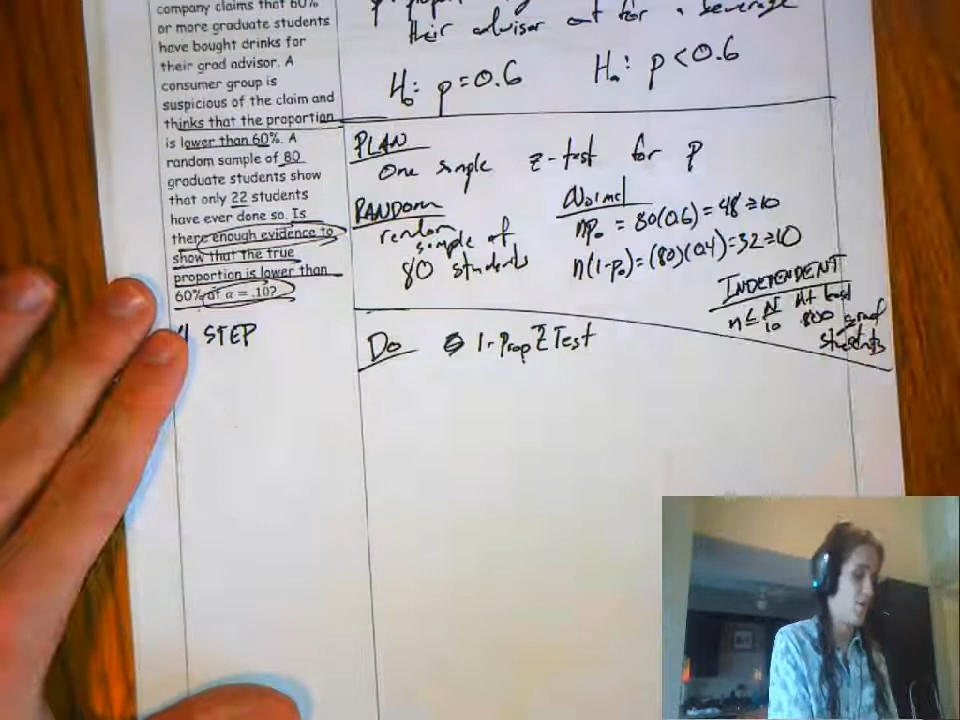 company claims that 60%
or more graduate students
have bought drinks for
their grad advisor. A
consumer group is
suspicious of the claim and
thinks that the proportion
is lower than 60%. A
random sample of 80
graduate students show
that only 22 students
have ever done so. Is
there enough evidence to
show that the true
proportion is lower than
60% at α = .10?
4 STEP
their advisor out for a beverage
H₀: p=0.6
Hₐ: p<0.6
PLAN
One sample z-test for p
RANDOM
random
sample of
80 students
Normal
np₀ = 80(0.6) = 48 ≥ 10
n(1-p₀) = (80)(0.4) = 32 ≥ 10
INDEPENDENT
n ≤ N/10 At least
800 grad
students
Do 1-PropZTest